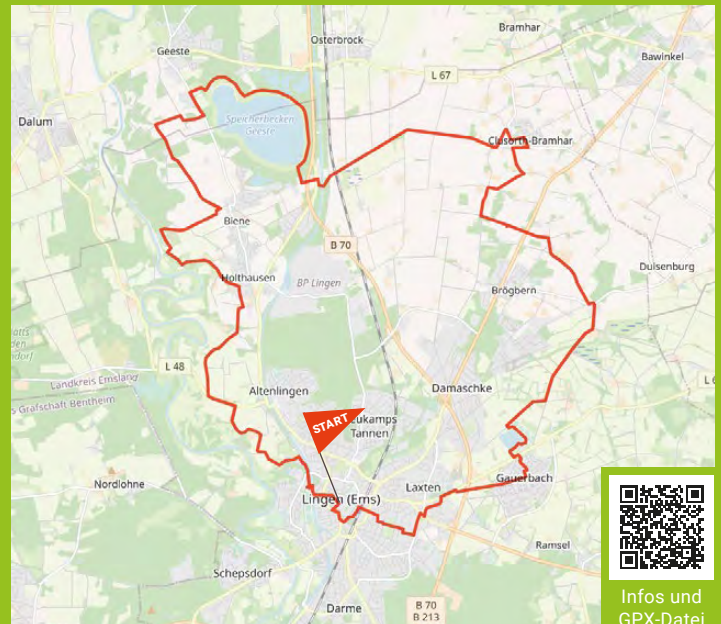 Osterbrock
Bramhar
Geeste
Bawinkel
L 67
Dalum
Speicherbecken
Geeste
Clusorth-Bramhar
Biene
B 70
Duisenburg
Holthausen
BP Lingen
Brögbern
L 48
Landkreis Emsland
Grafschaft Bentheim
Altenlingen
Damaschke
START
Tannen
Nordlohne
Laxten
Gauerbach
Lingen (Ems)
Ramsel
Schepsdorf
Darme
B 70
B 213
Infos und
GPX-Datei